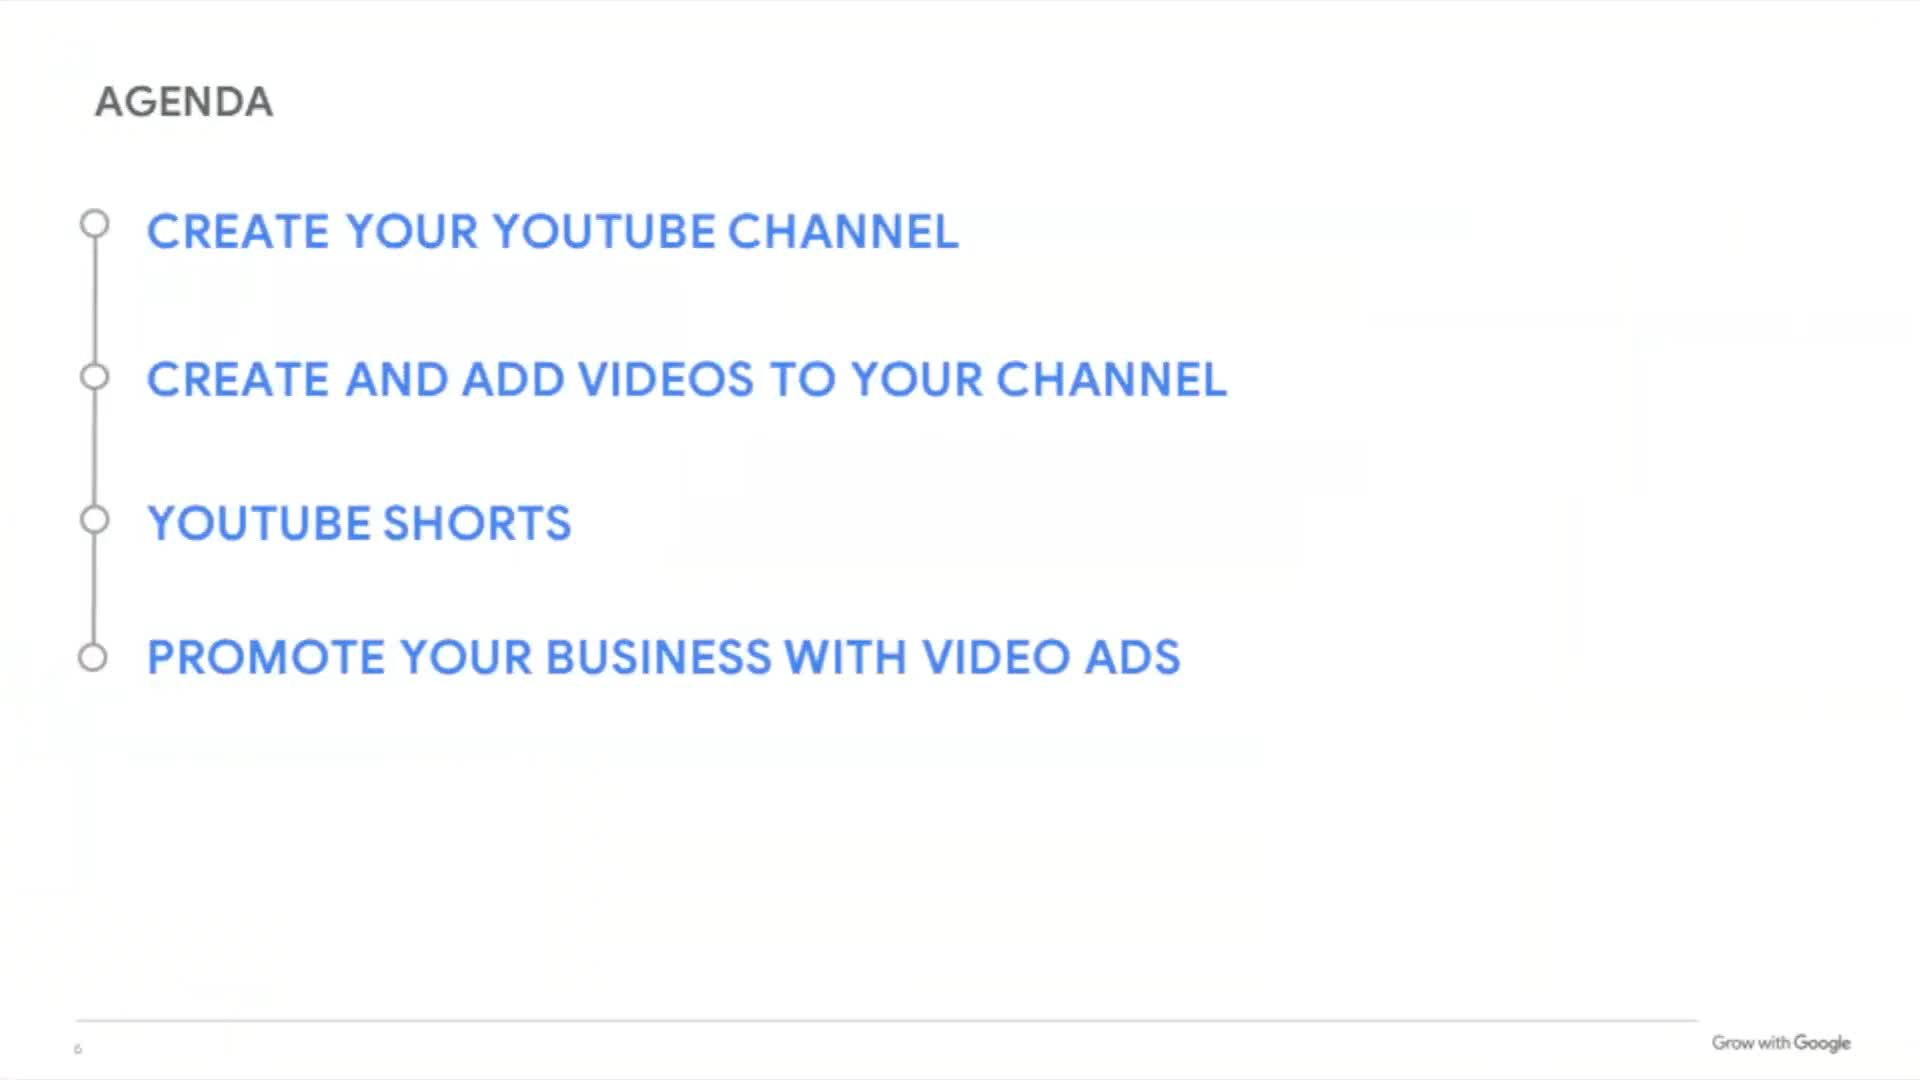 AGENDA
CREATE YOUR YOUTUBE CHANNEL
CREATE AND ADD VIDEOS TO YOUR CHANNEL
YOUTUBE SHORTS
PROMOTE YOUR BUSINESS WITH VIDEO ADS
6
Grow with Google